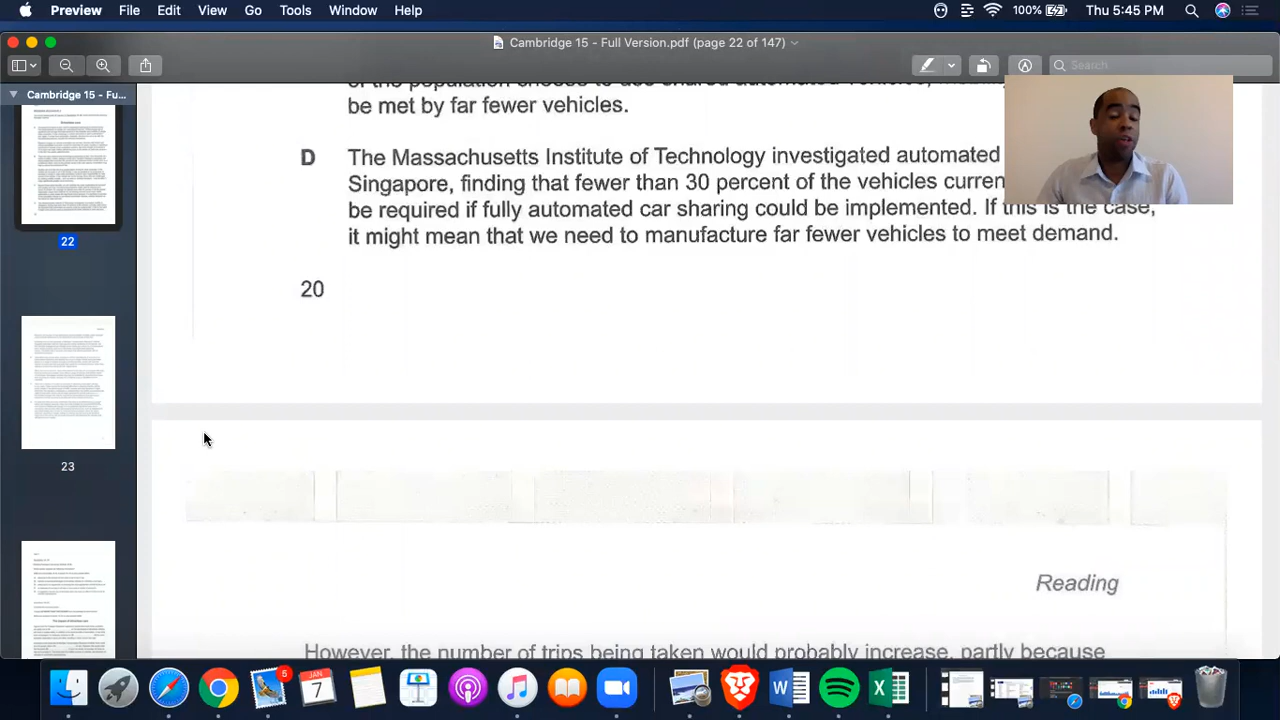 Preview File Edit View Go Tools Window Help 100% Thu 5:45 PM
Cambridge 15 - Full Version.pdf (page 22 of 147)
Search
Cambridge 15 - Fu...
22
23
be met by far fewer vehicles.
D The Massachusetts Institute of Technology investigated automated
Singapore, finding that fewer than 30 percent of the vehicles curren
be required if fully automated car sharing could be implemented. If this is the case,
it might mean that we need to manufacture far fewer vehicles to meet demand.
20
Reading
wever, the number of trips being taken would probably increase, partly because
5
JAN
7